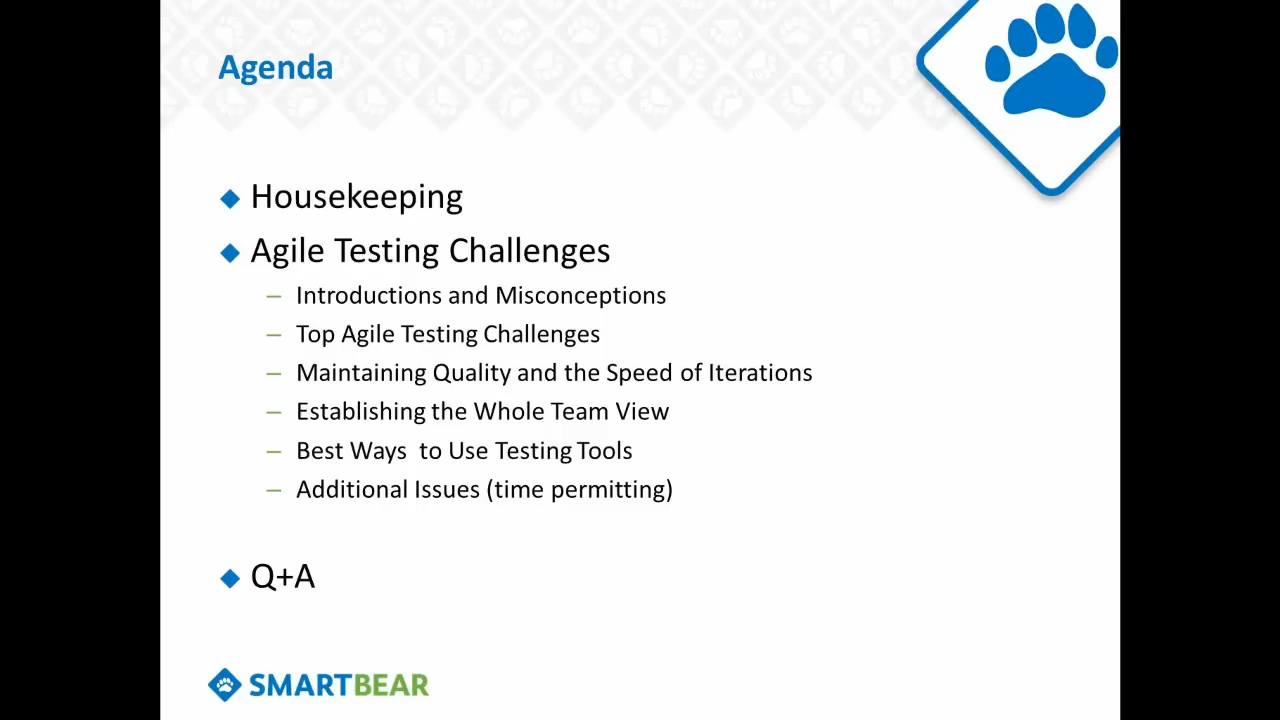 Agenda
Housekeeping
Agile Testing Challenges
– Introductions and Misconceptions
– Top Agile Testing Challenges
– Maintaining Quality and the Speed of Iterations
– Establishing the Whole Team View
– Best Ways  to Use Testing Tools
– Additional Issues (time permitting)
Q+A
SMARTBEAR